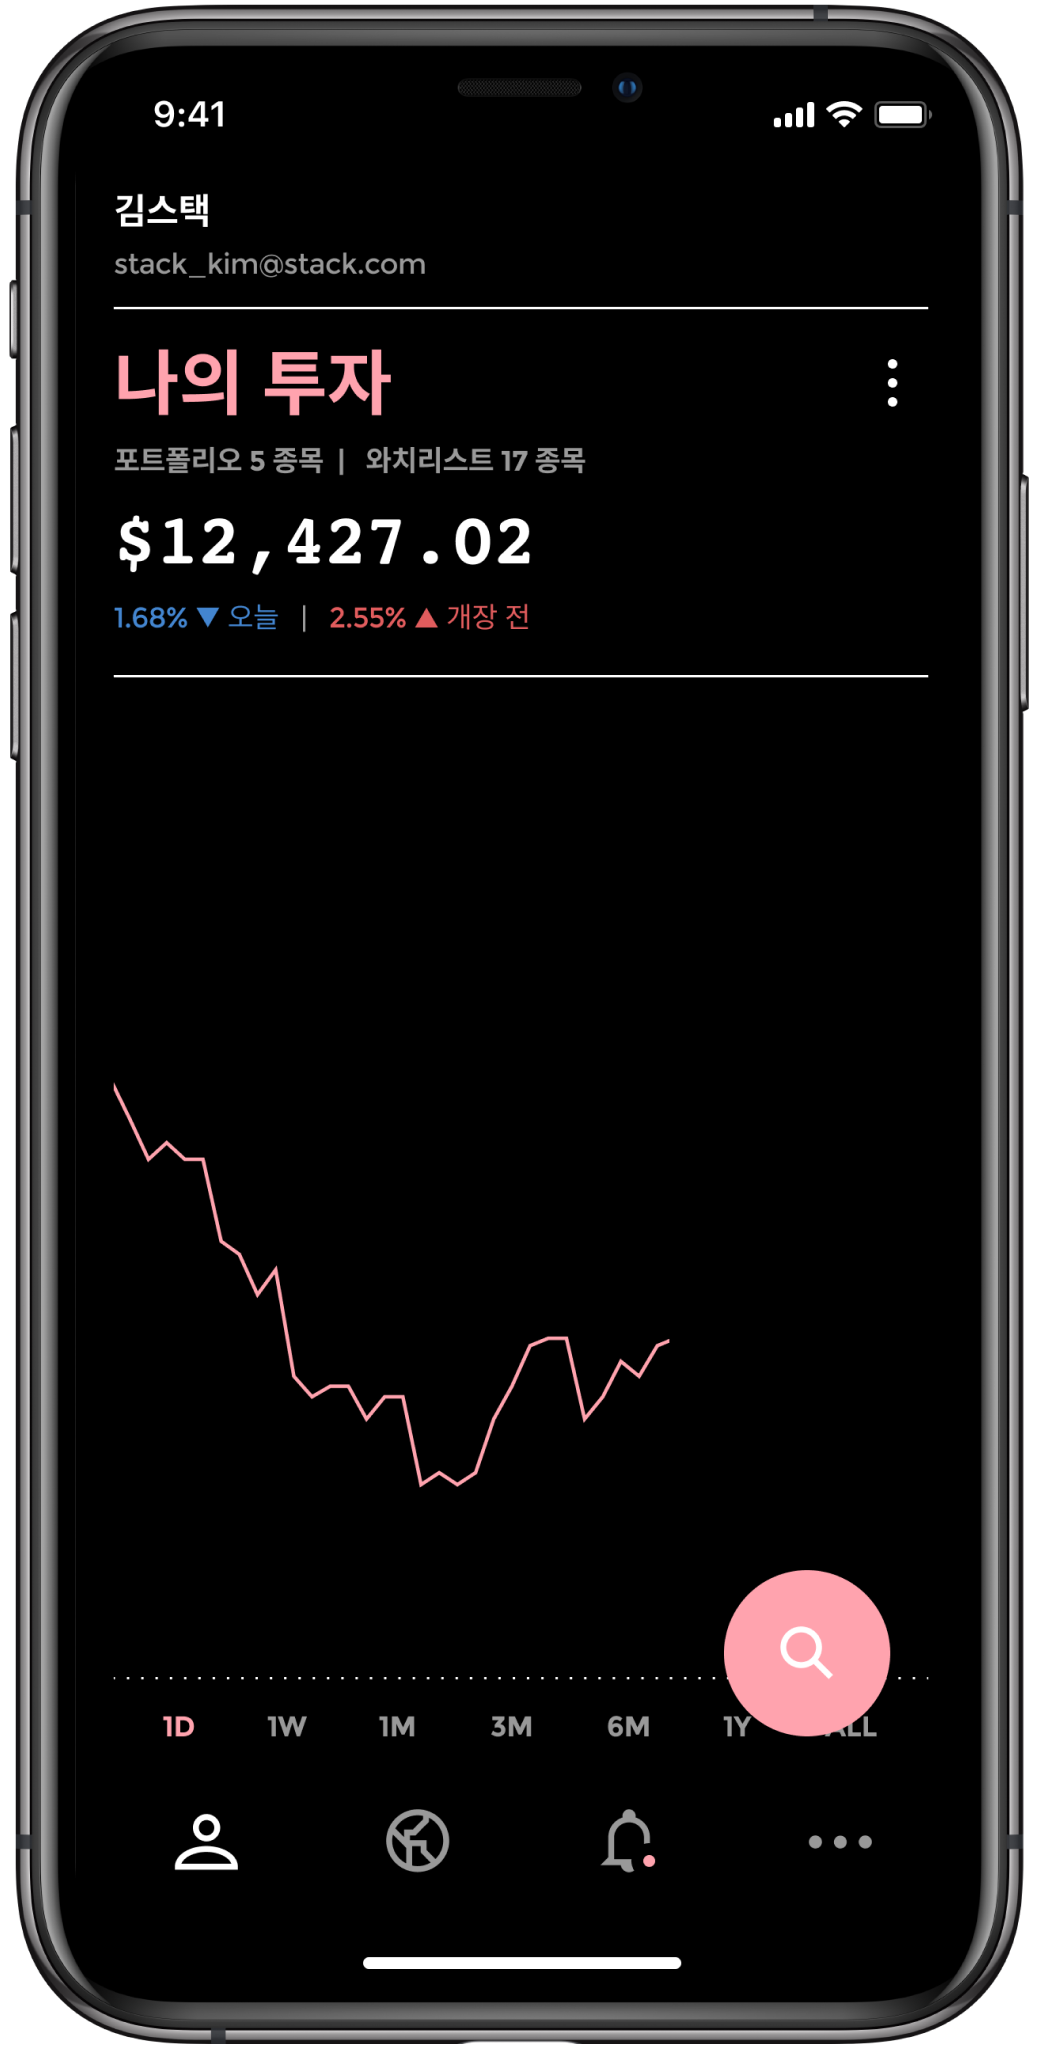 9:41
김스택
stack_kim@stack.com
나의 투자
포트폴리오 5 종목 | 와치리스트 17 종목
$12,427.02
1.68% ▼ 오늘 | 2.55% ▲ 개장 전
1D 1W 1M 3M 6M 1Y ALL